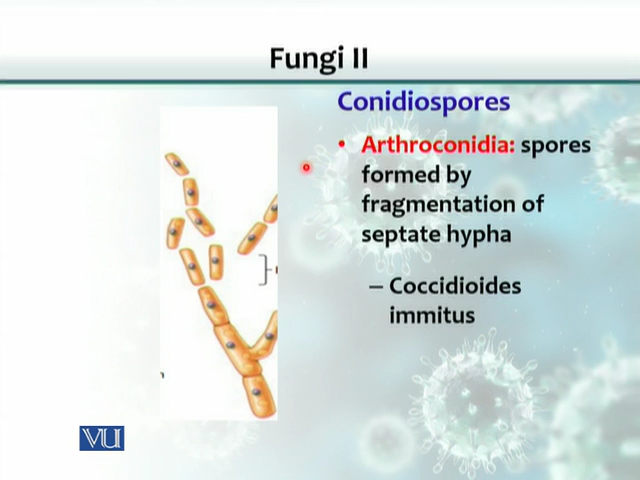 Fungi II
Conidiospores
• Arthroconidia: spores
formed by
fragmentation of
septate hypha
– Coccidioides
immitus
VU